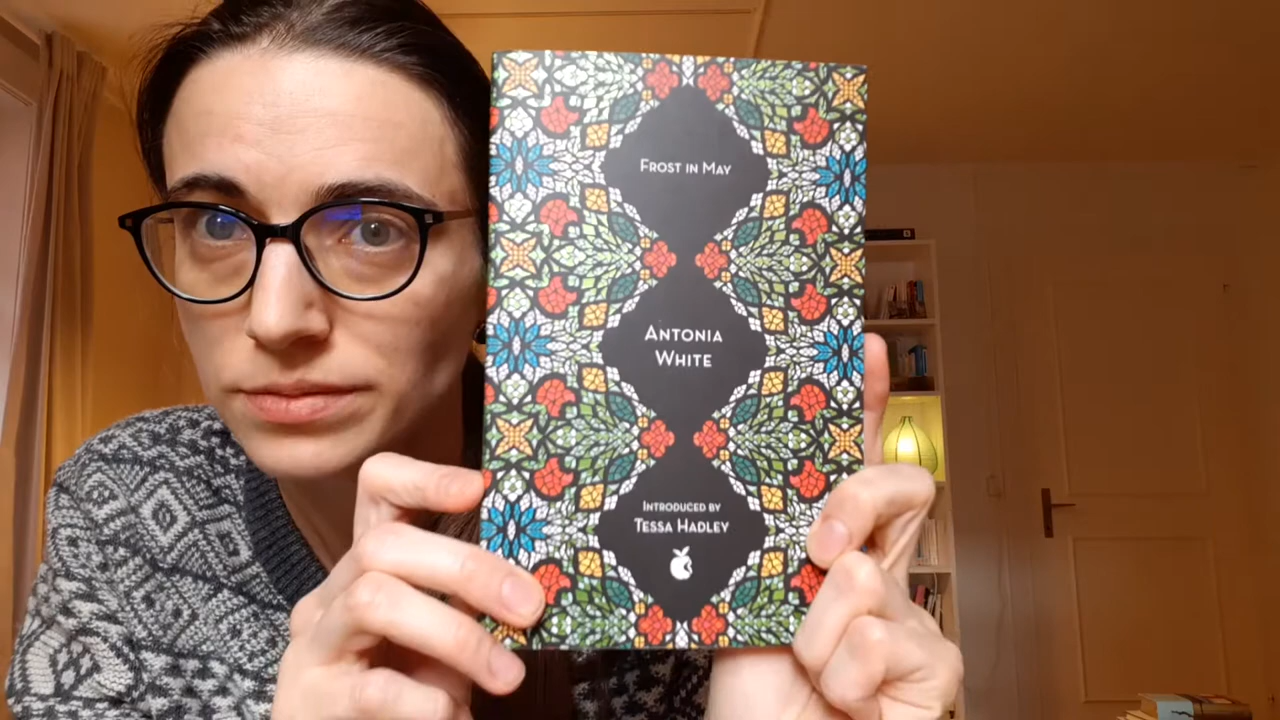 FROST IN MAY
ANTONIA
WHITE
INTRODUCED BY
TESSA HADLEY